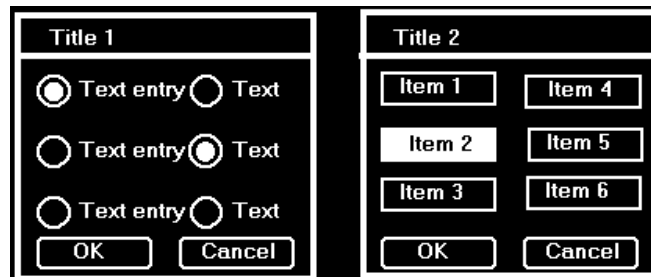 Title 1
Text entry Text
Text entry Text
Text entry Text
OK Cancel
Title 2
Item 1 Item 4
Item 2 Item 5
Item 3 Item 6
OK Cancel